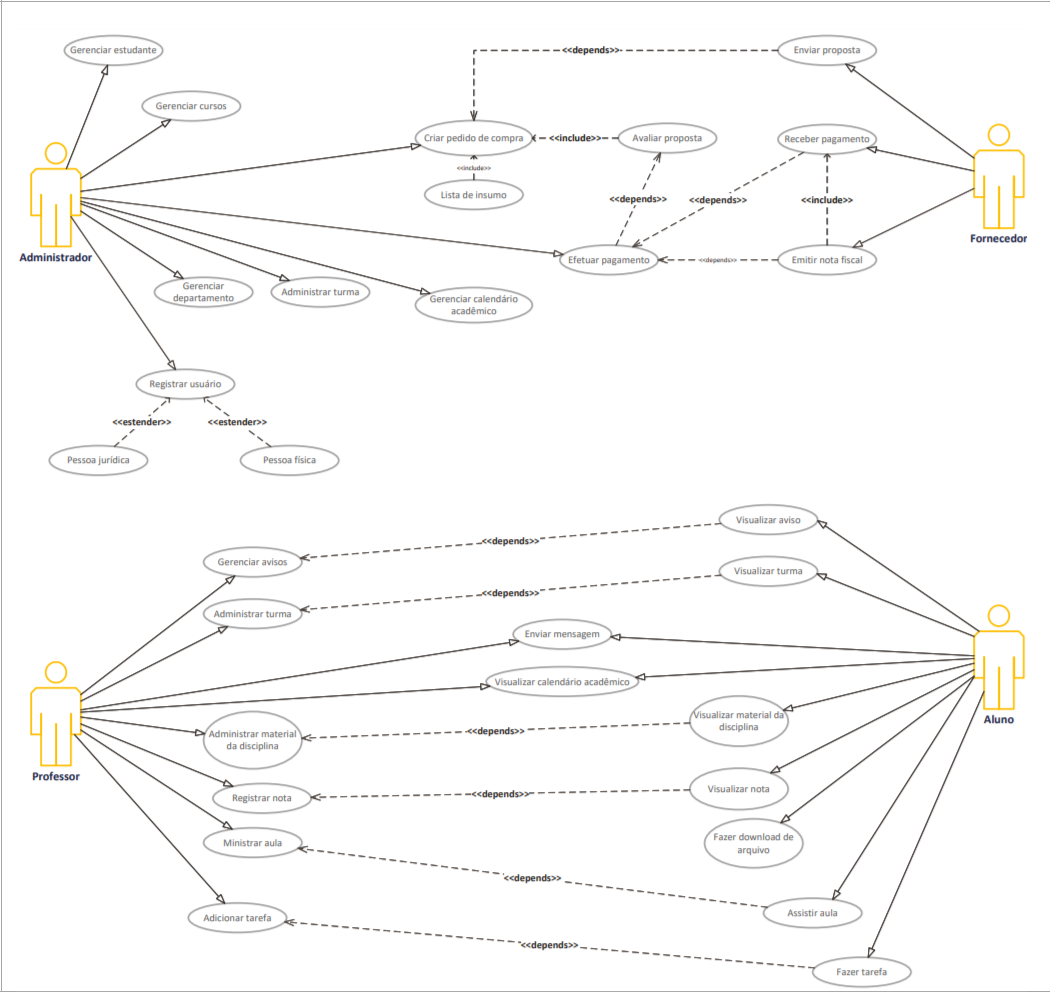 Gerenciar estudante
<<depends>>
Enviar proposta
Gerenciar cursos
Criar pedido de compra
<<include>>
Avaliar proposta
Receber pagamento
<<include>>
Lista de insumo
<<depends>>
<<depends>>
<<include>>
Administrador
Fornecedor
Efetuar pagamento
<<depends>>
Emitir nota fiscal
Gerenciar
departamento
Administrar turma
Gerenciar calendário
acadêmico
Registrar usuário
<<estender>>
<<estender>>
Pessoa jurídica
Pessoa física
Visualizar aviso
<<depends>>
Gerenciar avisos
Visualizar turma
<<depends>>
Administrar turma
Enviar mensagem
Visualizar calendário acadêmico
Aluno
Visualizar material da
disciplina
<<depends>>
Administrar material
da disciplina
Professor
Visualizar nota
<<depends>>
Registrar nota
Fazer download de
arquivo
Ministrar aula
<<depends>>
Assistir aula
Adicionar tarefa
<<depends>>
Fazer tarefa